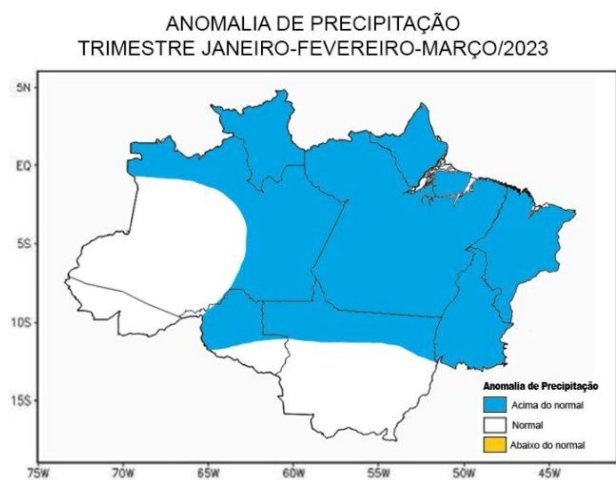 ANOMALIA DE PRECIPITAÇÃO
TRIMESTRE JANEIRO-FEVEREIRO-MARÇO/2023
5N
EQ
5S
10S
15S
Anomalia de Precipitação
Acima do normal
Normal
Abaixo do normal
75W 70W 65W 60W 55W 50W 45W